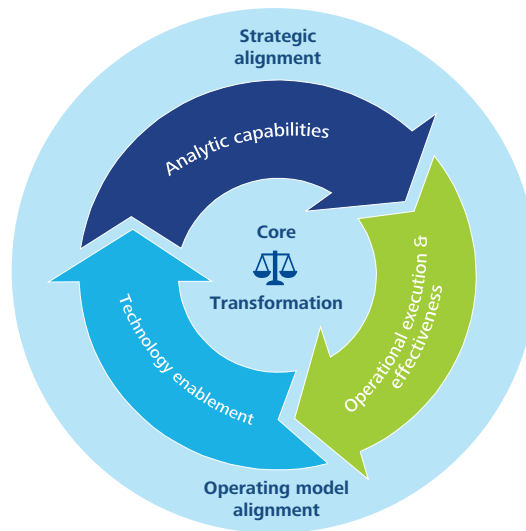 Strategic
alignment
Analytic capabilities
Core
Transformation
Operational execution &
effectiveness
Technology enablement
Operating model
alignment